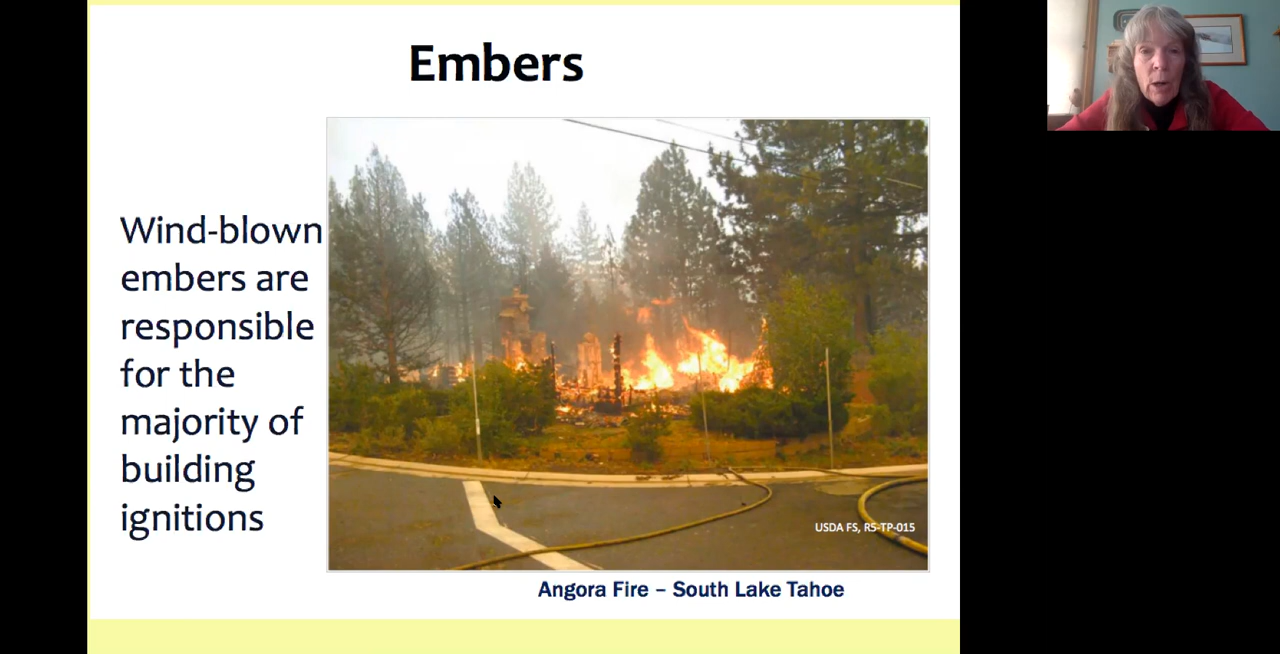 Embers
Wind-blown
embers are
responsible
for the
majority of
building
ignitions
USDA FS, R5-TP-015
Angora Fire – South Lake Tahoe